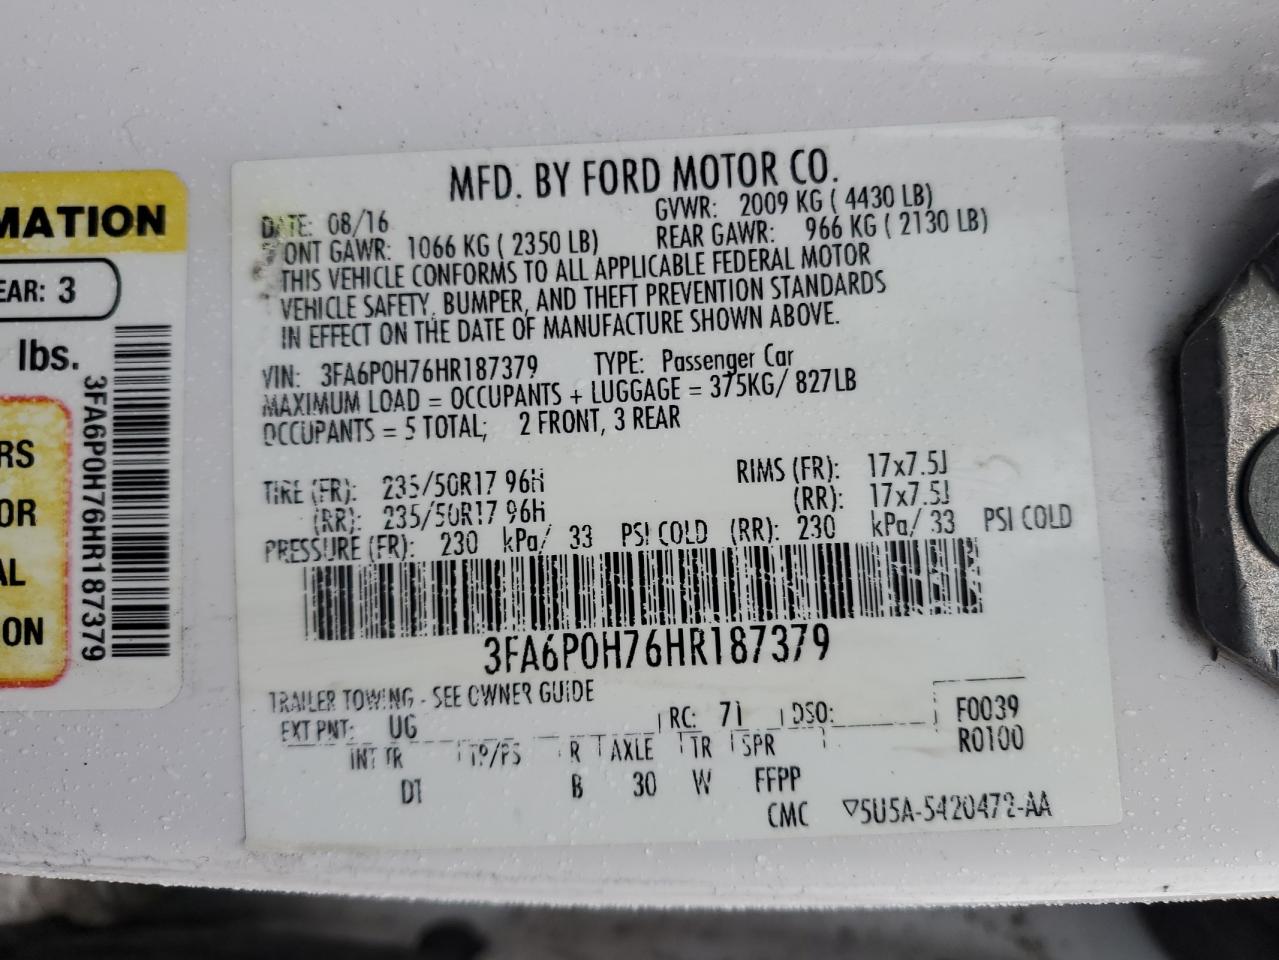 MATION
EAR: 3
lbs.
RS
OR
AL
ON
3FA6P0H76HR187379
MFD. BY FORD MOTOR CO.
DATE: 08/16 GVWR: 2009 KG ( 4430 LB)
ONT GAWR: 1066 KG ( 2350 LB) REAR GAWR: 966 KG ( 2130 LB)
THIS VEHICLE CONFORMS TO ALL APPLICABLE FEDERAL MOTOR
VEHICLE SAFETY, BUMPER, AND THEFT PREVENTION STANDARDS
IN EFFECT ON THE DATE OF MANUFACTURE SHOWN ABOVE.
VIN: 3FA6P0H76HR187379 TYPE: Passenger Car
MAXIMUM LOAD = OCCUPANTS + LUGGAGE = 375KG/ 827LB
OCCUPANTS = 5 TOTAL; 2 FRONT, 3 REAR
TIRE (FR): 235/50R17 96H RIMS (FR): 17x7.5J
(RR): 235/50R17 96H (RR): 17x7.5J
PRESSURE (FR): 230 kPa/ 33 PSI COLD (RR): 230 kPa/ 33 PSI COLD
3FA6P0H76HR187379
TRAILER TOWING - SEE OWNER GUIDE
EXT PNT: UG RC: 71 DSO: F0039
R0100
INT TR TP/PS R AXLE TR SPR
DT B 30 W FFPP
CMC ▽5U5A-5420472-AA